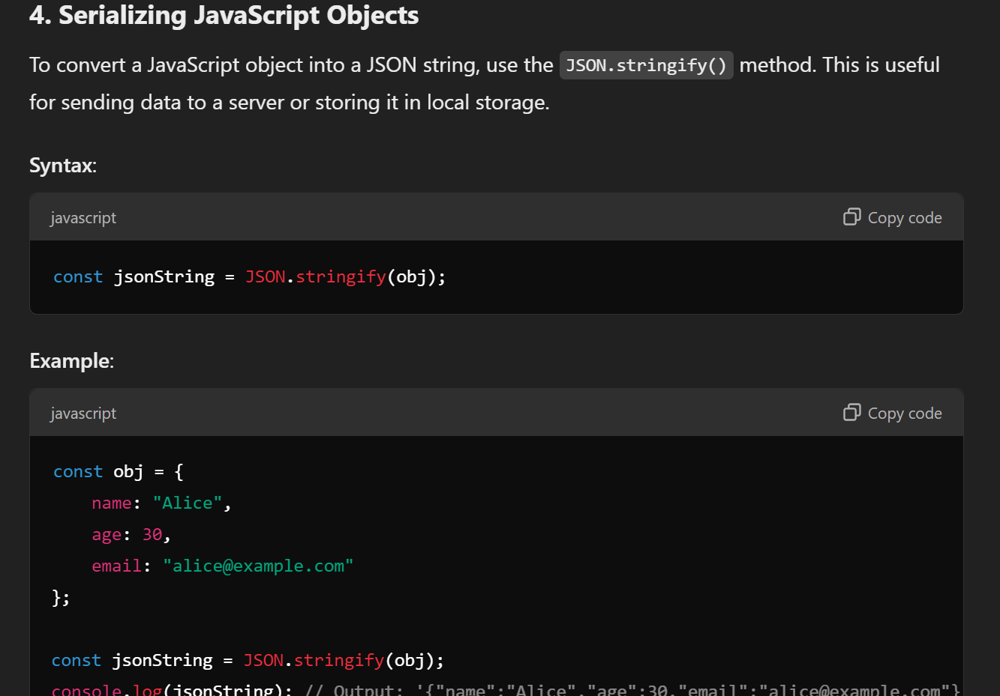 4. Serializing JavaScript Objects
To convert a JavaScript object into a JSON string, use the JSON.stringify() method. This is useful
for sending data to a server or storing it in local storage.
Syntax:
javascript Copy code
const jsonString = JSON.stringify(obj);
Example:
javascript Copy code
const obj = {
    name: "Alice",
    age: 30,
    email: "alice@example.com"
};
const jsonString = JSON.stringify(obj);
console.log(jsonString); // Output: '{"name":"Alice","age":30,"email":"alice@example.com"}